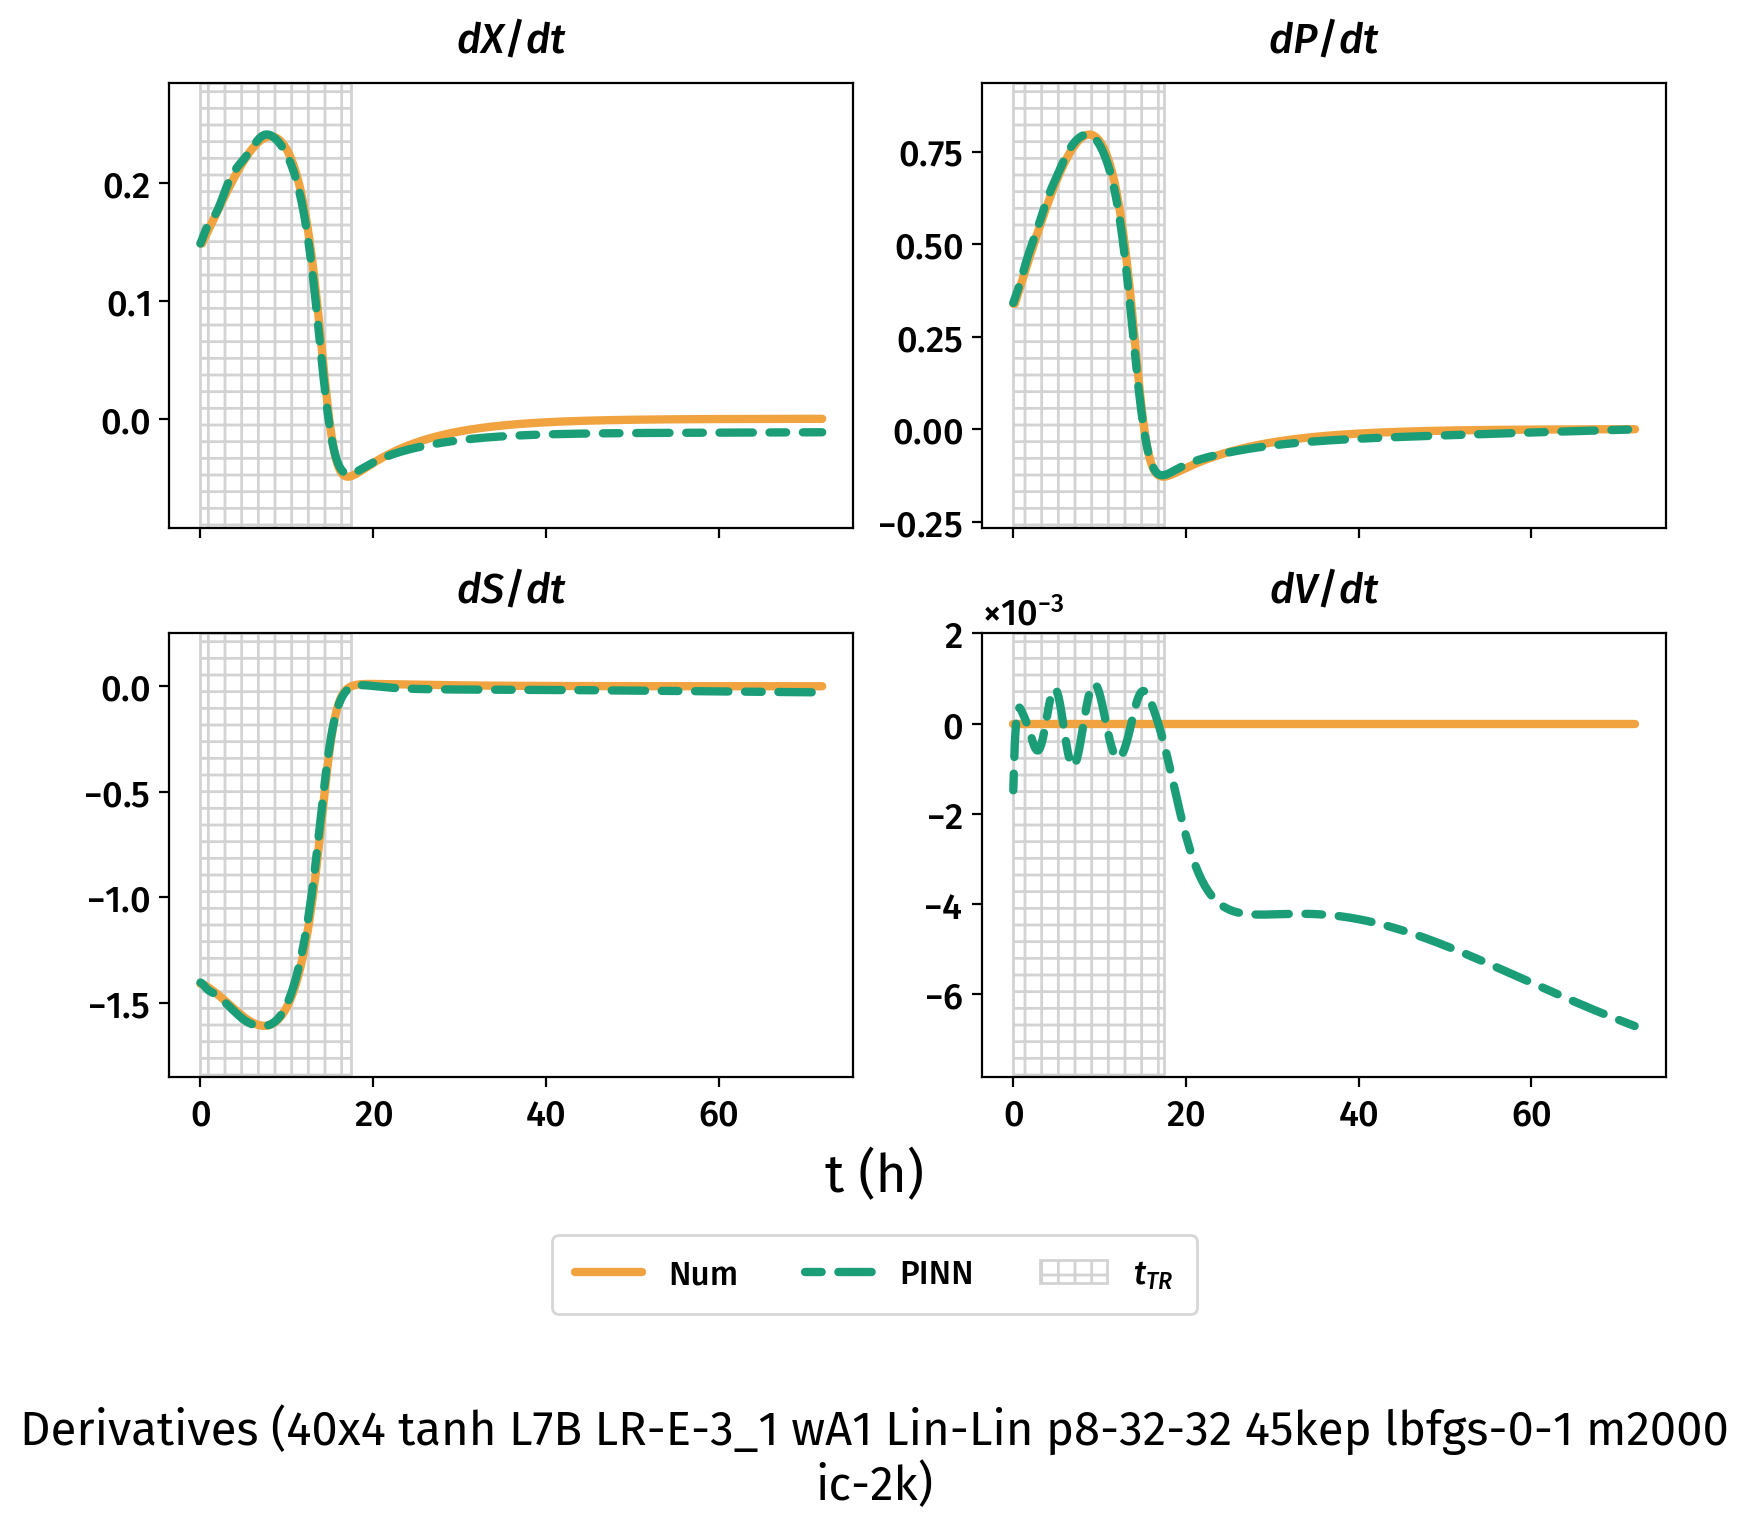 dX/dt
dP/dt
0.2
0.1
0.0
0.75
0.50
0.25
0.00
−0.25
dS/dt
dV/dt
×10⁻³
0.0
−0.5
−1.0
−1.5
2
0
−2
−4
−6
0 20 40 60
0 20 40 60
t (h)
Num PINN t_TR
Derivatives (40x4 tanh L7B LR-E-3_1 wA1 Lin-Lin p8-32-32 45kep lbfgs-0-1 m2000
ic-2k)